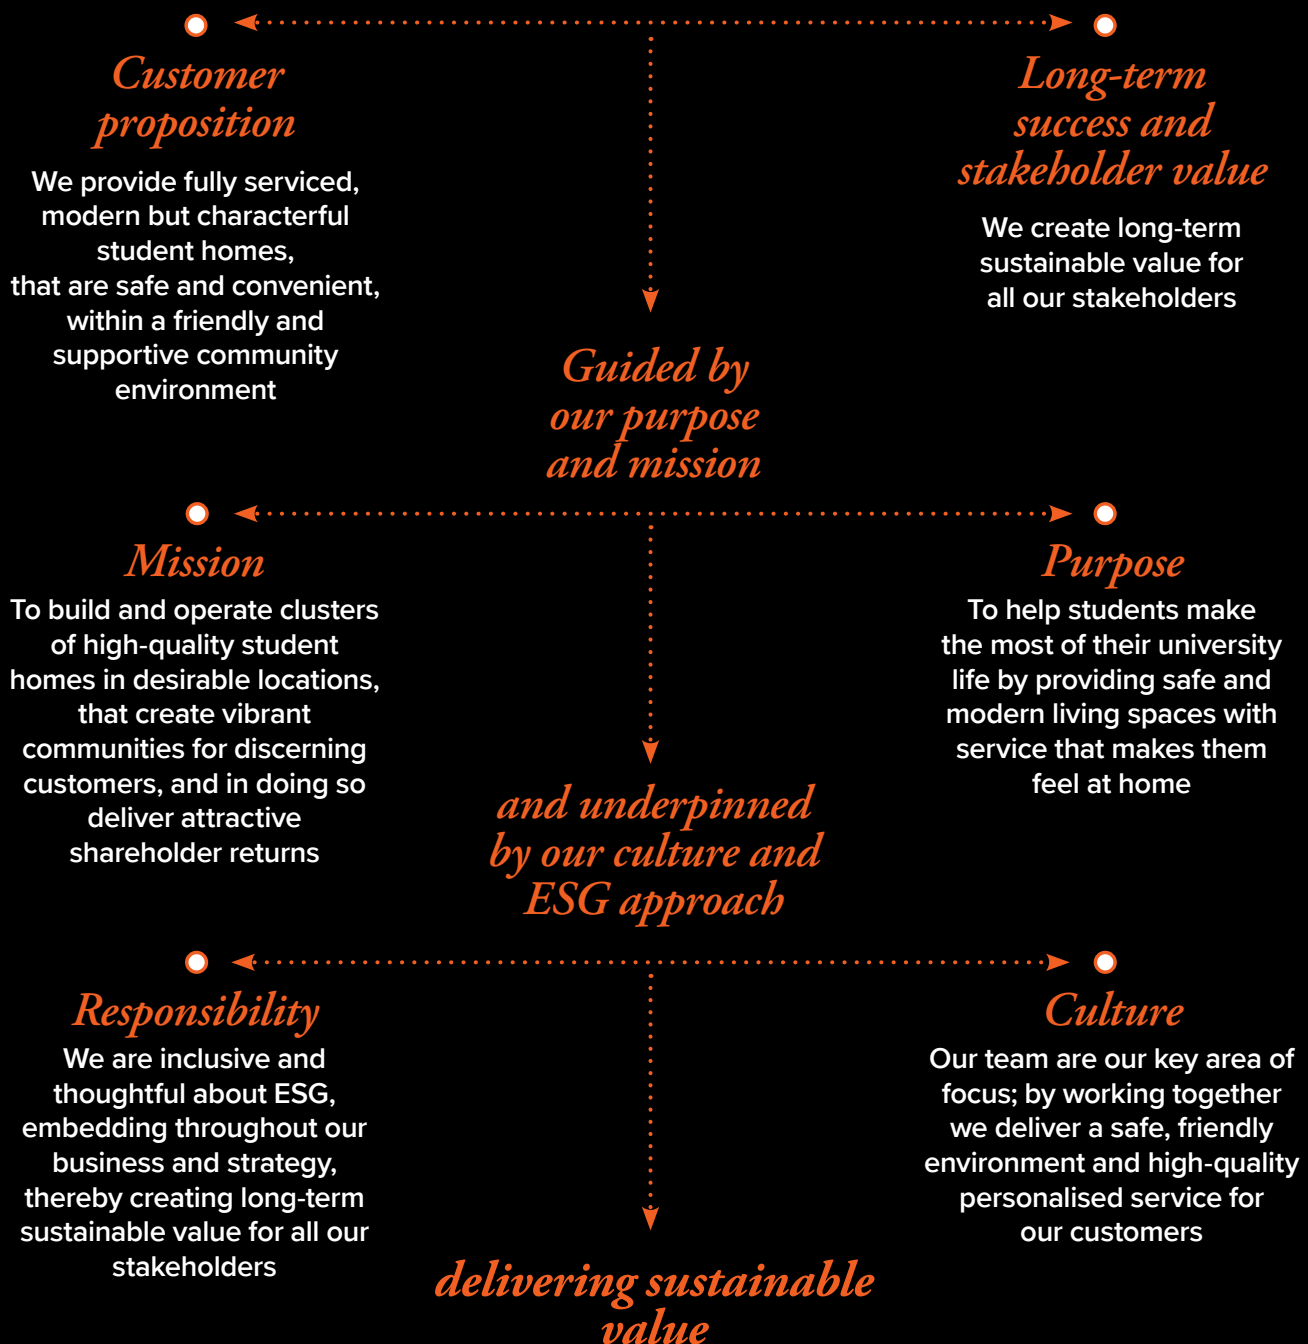 Customer
proposition
We provide fully serviced,
modern but characterful
student homes,
that are safe and convenient,
within a friendly and
supportive community
environment
Long-term
success and
stakeholder value
We create long-term
sustainable value for
all our stakeholders
Guided by
our purpose
and mission
Mission
To build and operate clusters
of high-quality student
homes in desirable locations,
that create vibrant
communities for discerning
customers, and in doing so
deliver attractive
shareholder returns
Purpose
To help students make
the most of their university
life by providing safe and
modern living spaces with
service that makes them
feel at home
and underpinned
by our culture and
ESG approach
Responsibility
We are inclusive and
thoughtful about ESG,
embedding throughout our
business and strategy,
thereby creating long-term
sustainable value for all our
stakeholders
Culture
Our team are our key area of
focus; by working together
we deliver a safe, friendly
environment and high-quality
personalised service for
our customers
delivering sustainable
value